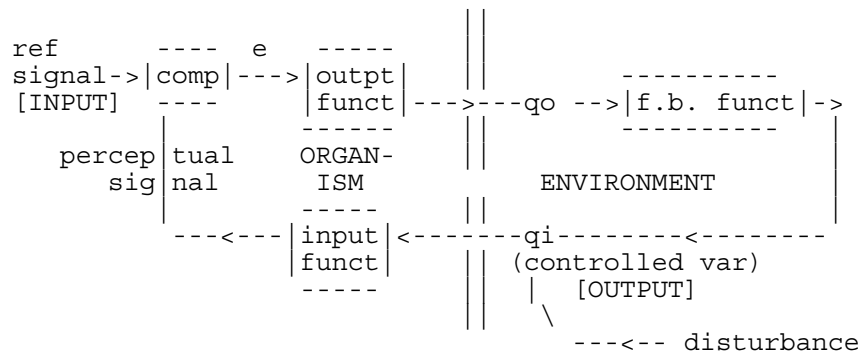 ref ---- e ----- ||
signal->|comp|--->|outpt| || ----------
[INPUT] ---- |funct|--->---qo -->|f.b. funct|->
| ------ || ---------- |
percep|tual ORGAN- || |
sig|nal ISM ENVIRONMENT |
| ----- || |
---<---|input|<-------qi--------<--------
|funct| || (controlled var)
----- || | [OUTPUT]
|| \
---<-- disturbance